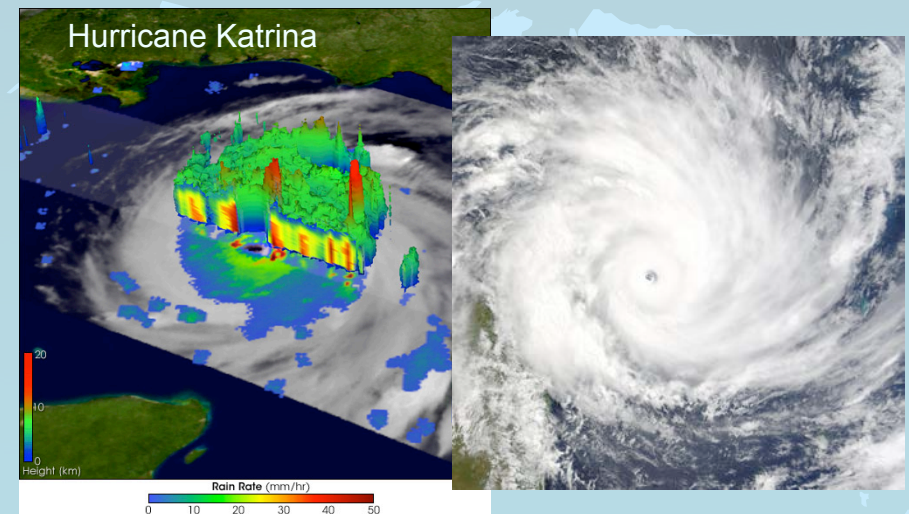 Hurricane Katrina
20
10
0
Height (km)
Rain Rate (mm/hr)
0 10 20 30 40 50